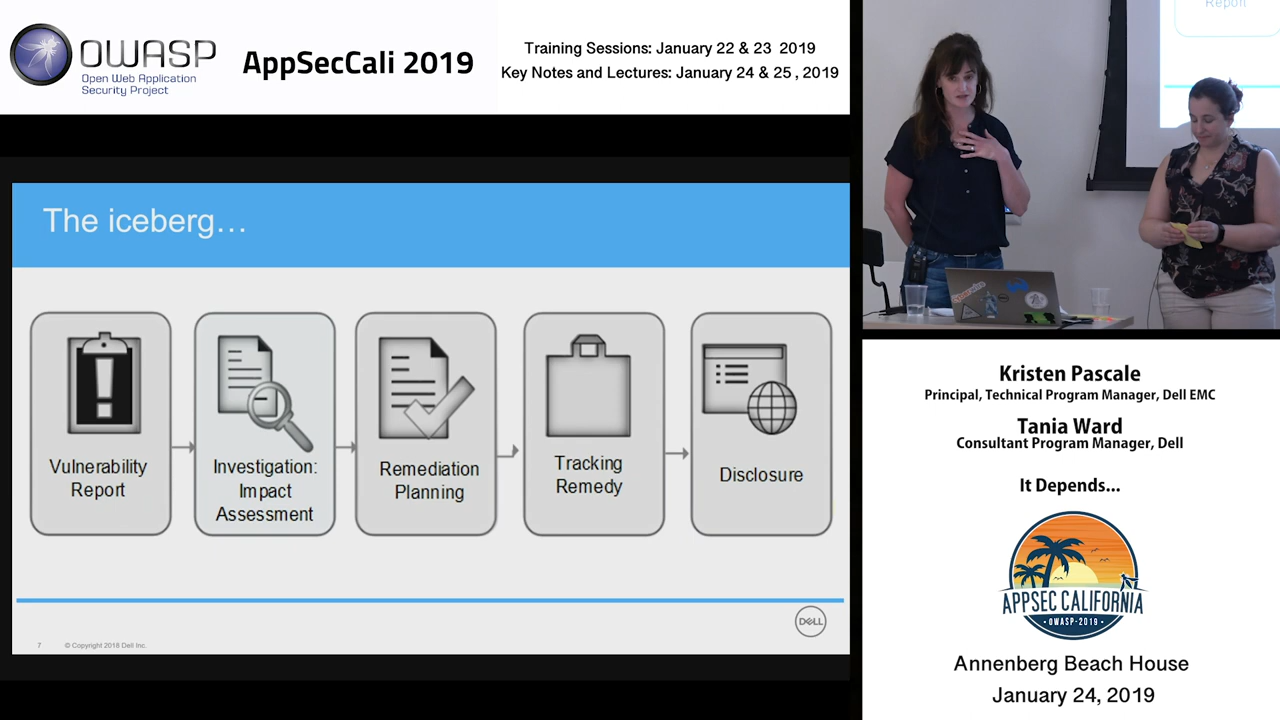 OWASP
Open Web Application
Security Project
AppSecCali 2019
Training Sessions: January 22 & 23 2019
Key Notes and Lectures: January 24 & 25 , 2019
The iceberg...
Vulnerability
Report
Investigation:
Impact
Assessment
Remediation
Planning
Tracking
Remedy
Disclosure
DELL
7 © Copyright 2018 Dell Inc.
Report
Kristen Pascale
Principal, Technical Program Manager, Dell EMC
Tania Ward
Consultant Program Manager, Dell
It Depends...
APPSEC CALIFORNIA
• OWASP-2019 •
Annenberg Beach House
January 24, 2019